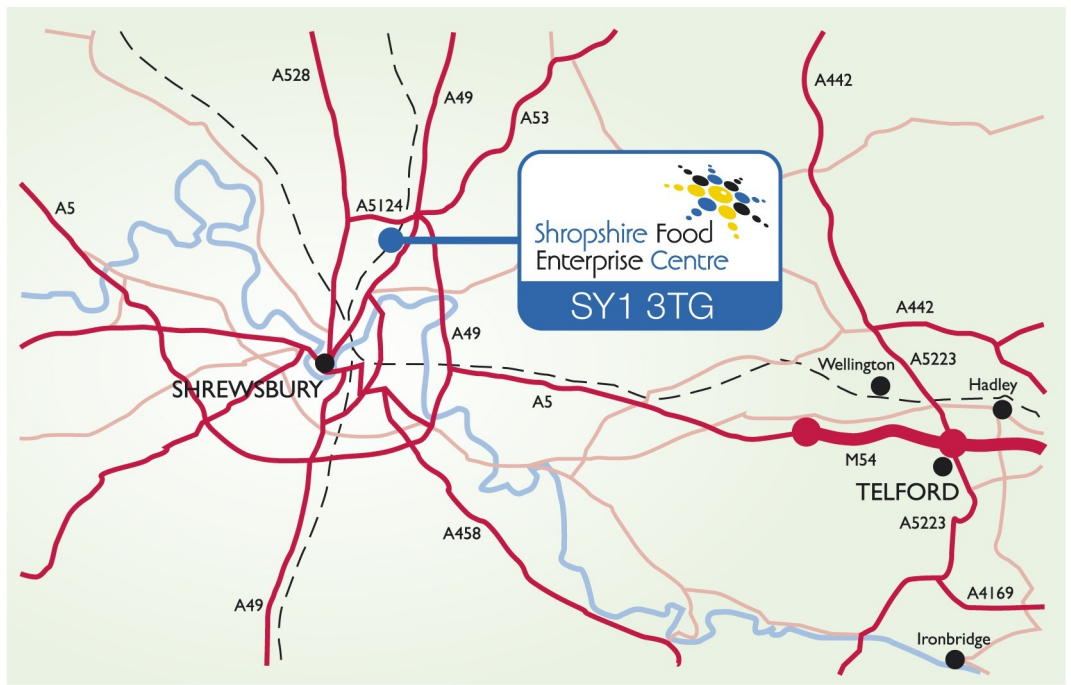 A528
A49
A53
A442
A5
A5124
Shropshire Food
Enterprise Centre
SY1 3TG
A442
A49
A5223
Wellington
Hadley
SHREWSBURY
A5
M54
TELFORD
A5223
A458
A49
A4169
Ironbridge